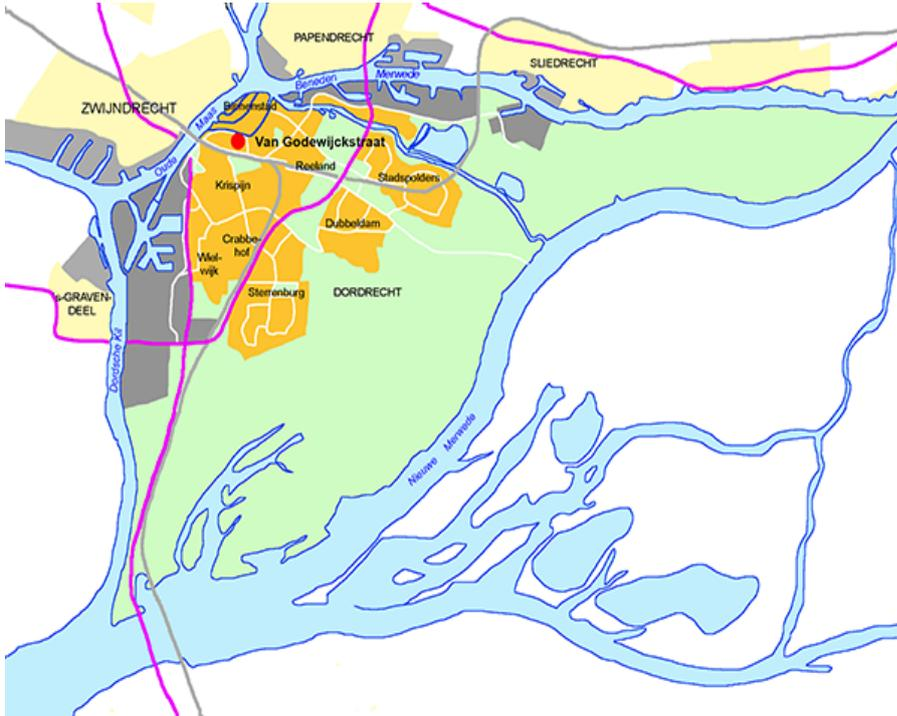 PAPENDRECHT
SLIEDRECHT
Beneden Merwede
ZWIJNDRECHT
Binnenstad
Oude Maas
Van Godewijckstraat
Reeland
Krispijn
Stadspolders
Dubbeldam
Crabbe-
hof
Wiel-
wijk
Sterrenburg
DORDRECHT
's-GRAVEN-
DEEL
Dordsche Kil
Nieuwe Merwede